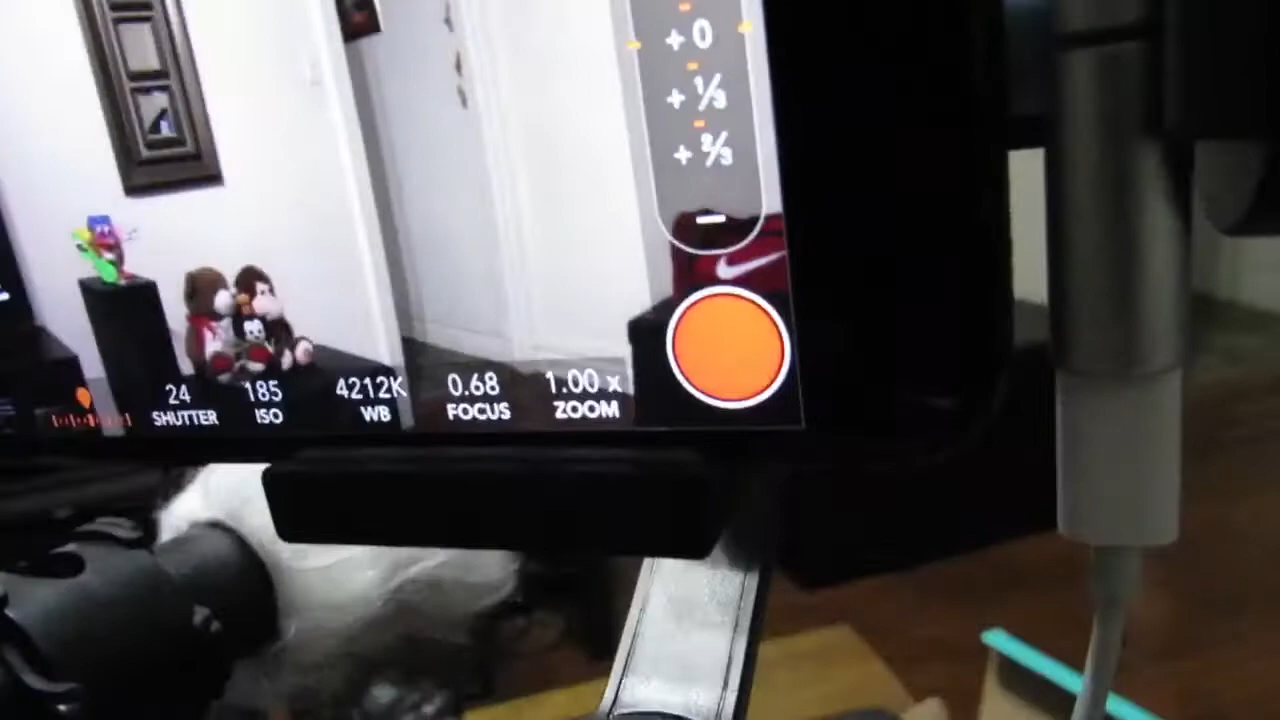 + 0
+ 1/3
+ 2/3
24 185 4212K 0.68 1.00 x
SHUTTER ISO WB FOCUS ZOOM